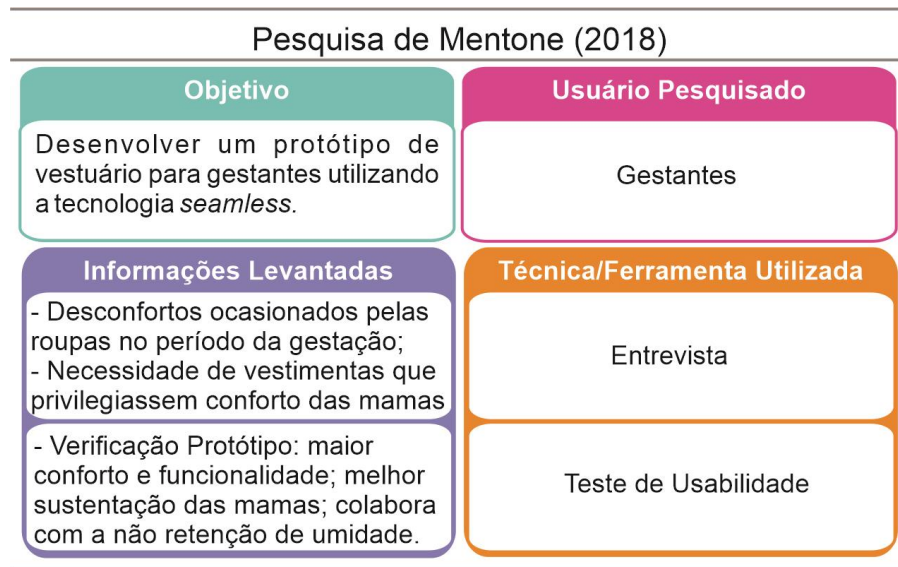 Pesquisa de Mentone (2018)
Objetivo
Desenvolver um protótipo de
vestuário para gestantes utilizando
a tecnologia seamless.
Usuário Pesquisado
Gestantes
Informações Levantadas
- Desconfortos ocasionados pelas
roupas no período da gestação;
- Necessidade de vestimentas que
privilegiassem conforto das mamas
- Verificação Protótipo: maior
conforto e funcionalidade; melhor
sustentação das mamas; colabora
com a não retenção de umidade.
Técnica/Ferramenta Utilizada
Entrevista
Teste de Usabilidade